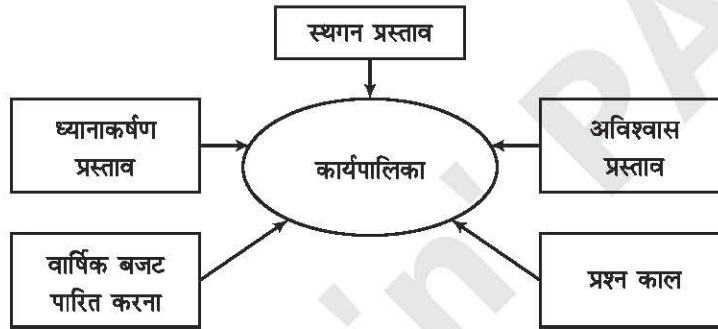 स्थगन प्रस्ताव
ध्यानाकर्षण
प्रस्ताव
कार्यपालिका
अविश्वास
प्रस्ताव
वार्षिक बजट
पारित करना
प्रश्न काल